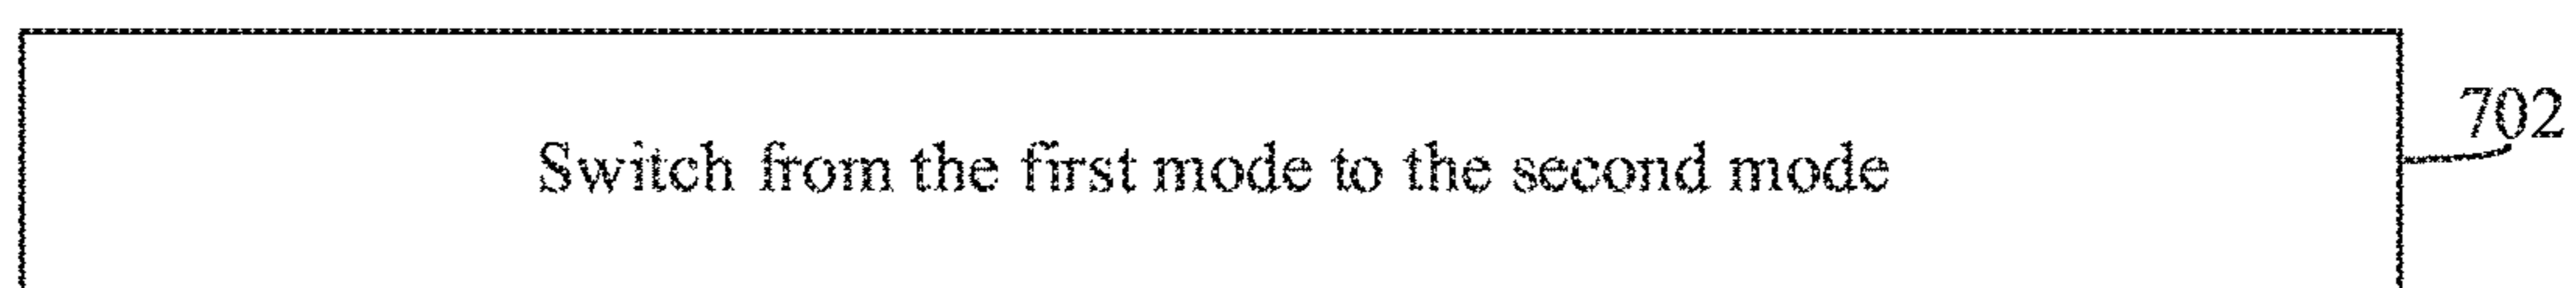 702
Switch from the first mode to the second mode